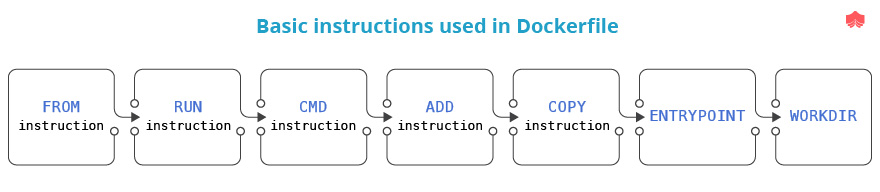 Basic instructions used in Dockerfile
FROM
instruction
RUN
instruction
CMD
instruction
ADD
instruction
COPY
instruction
ENTRYPOINT
WORKDIR